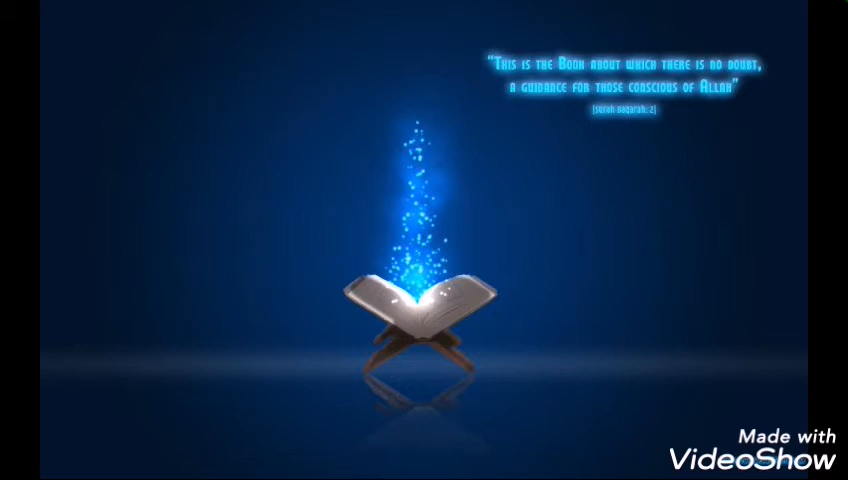 "This is the Book about which there is no doubt,
a guidance for those conscious of Allah"
[surah baqarah: 2]
Made with
VideoShow